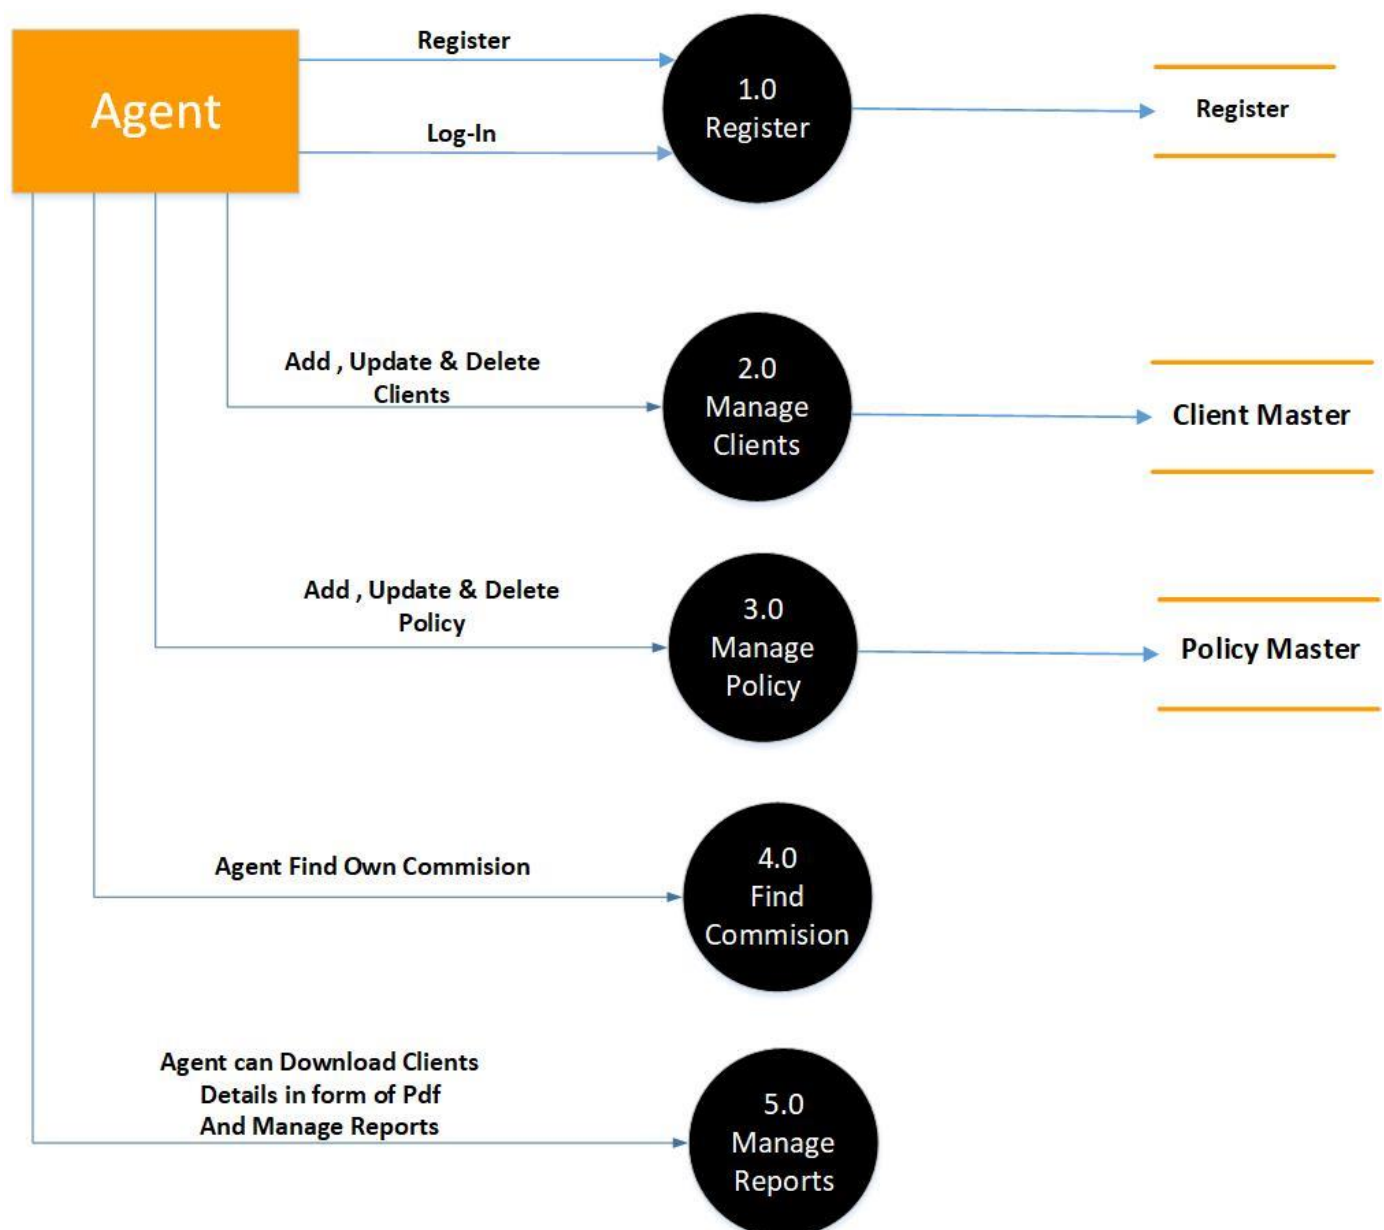 Agent
Register
Log-In
1.0
Register
Register
Add , Update & Delete
Clients
2.0
Manage
Clients
Client Master
Add , Update & Delete
Policy
3.0
Manage
Policy
Policy Master
Agent Find Own Commision
4.0
Find
Commision
Agent can Download Clients
Details in form of Pdf
And Manage Reports
5.0
Manage
Reports